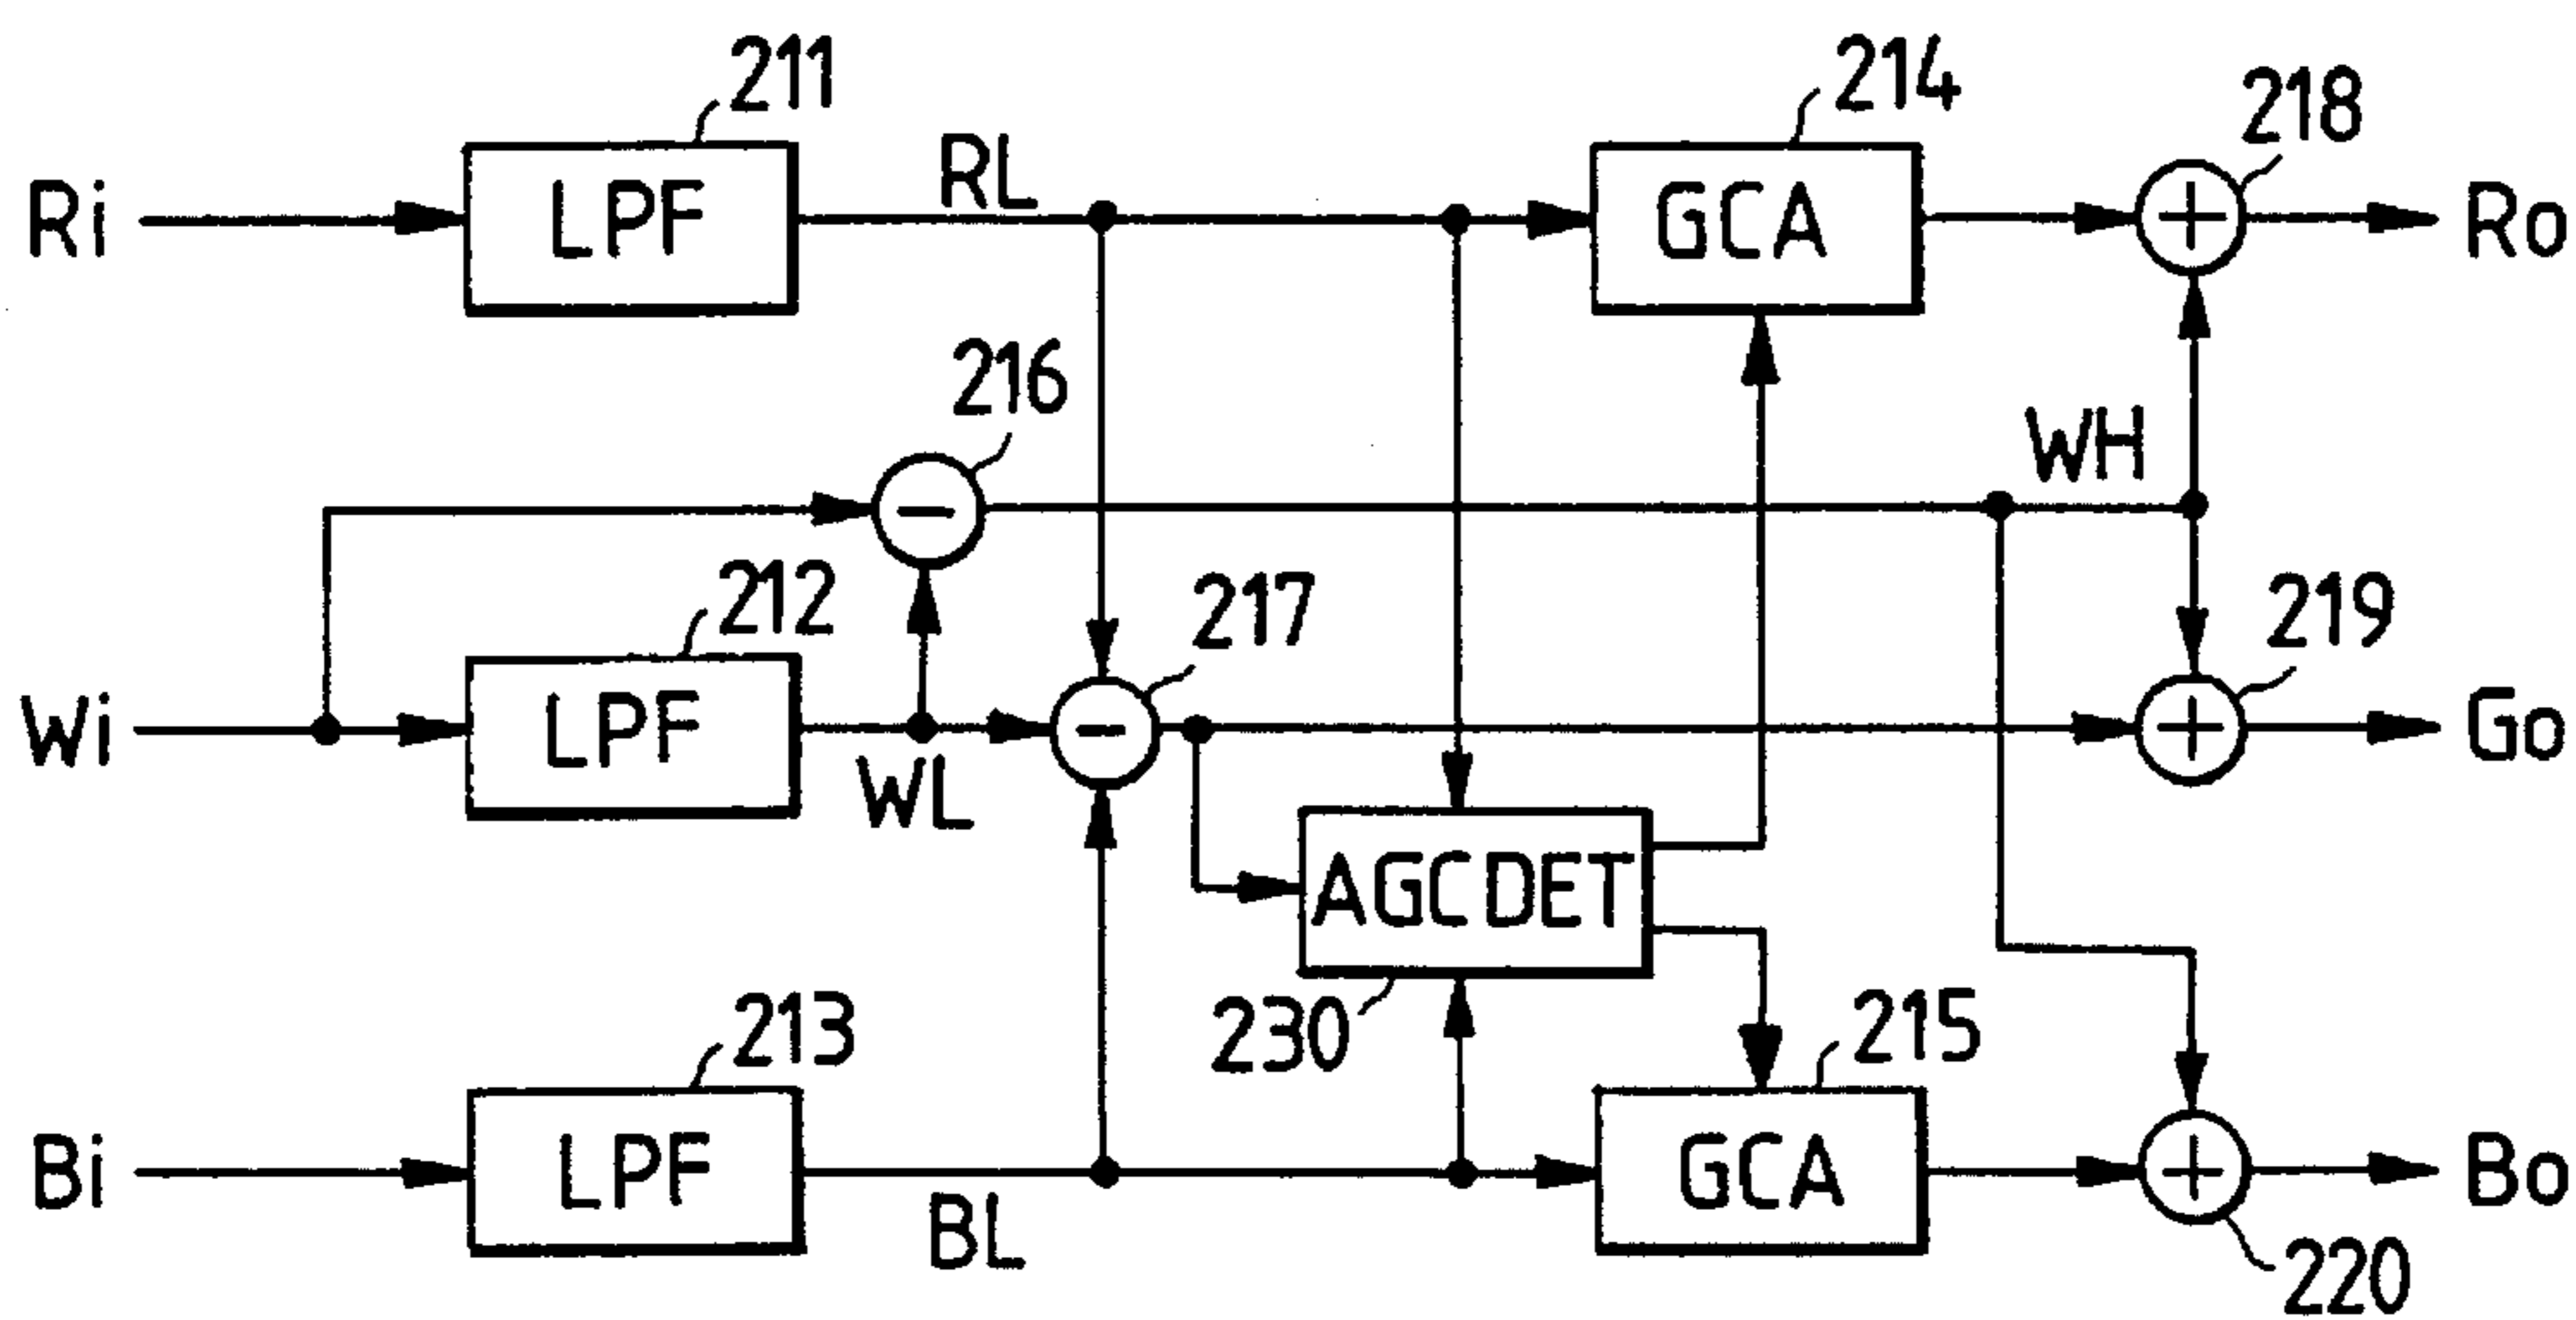 211
214
218
Ri
LPF
RL
GCA
+
Ro
216
-
WH
212
217
219
Wi
LPF
WL
-
+
Go
AGCDET
230
213
215
Bi
LPF
BL
GCA
+
Bo
220